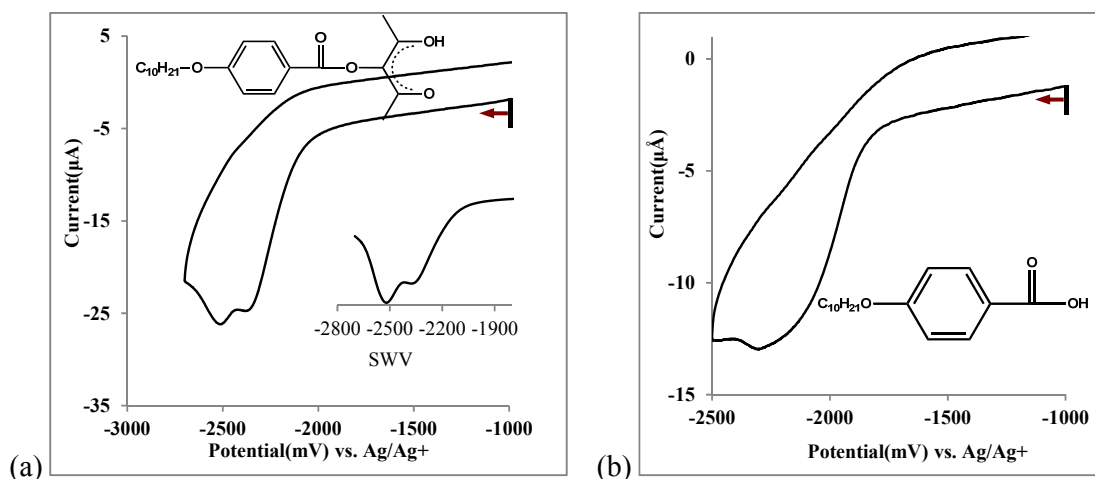 5
-5
-15
-25
-35
-3000 -2500 -2000 -1500 -1000
Current(µA)
Potential(mV) vs. Ag/Ag+
C10H21
O
O
O
OH
O
-2800 -2500 -2200 -1900
SWV
(a)
0
-5
-10
-15
-2500 -2000 -1500 -1000
Current(µÅ)
Potential(mV) vs. Ag/Ag+
C10H21
O
O
OH
(b)